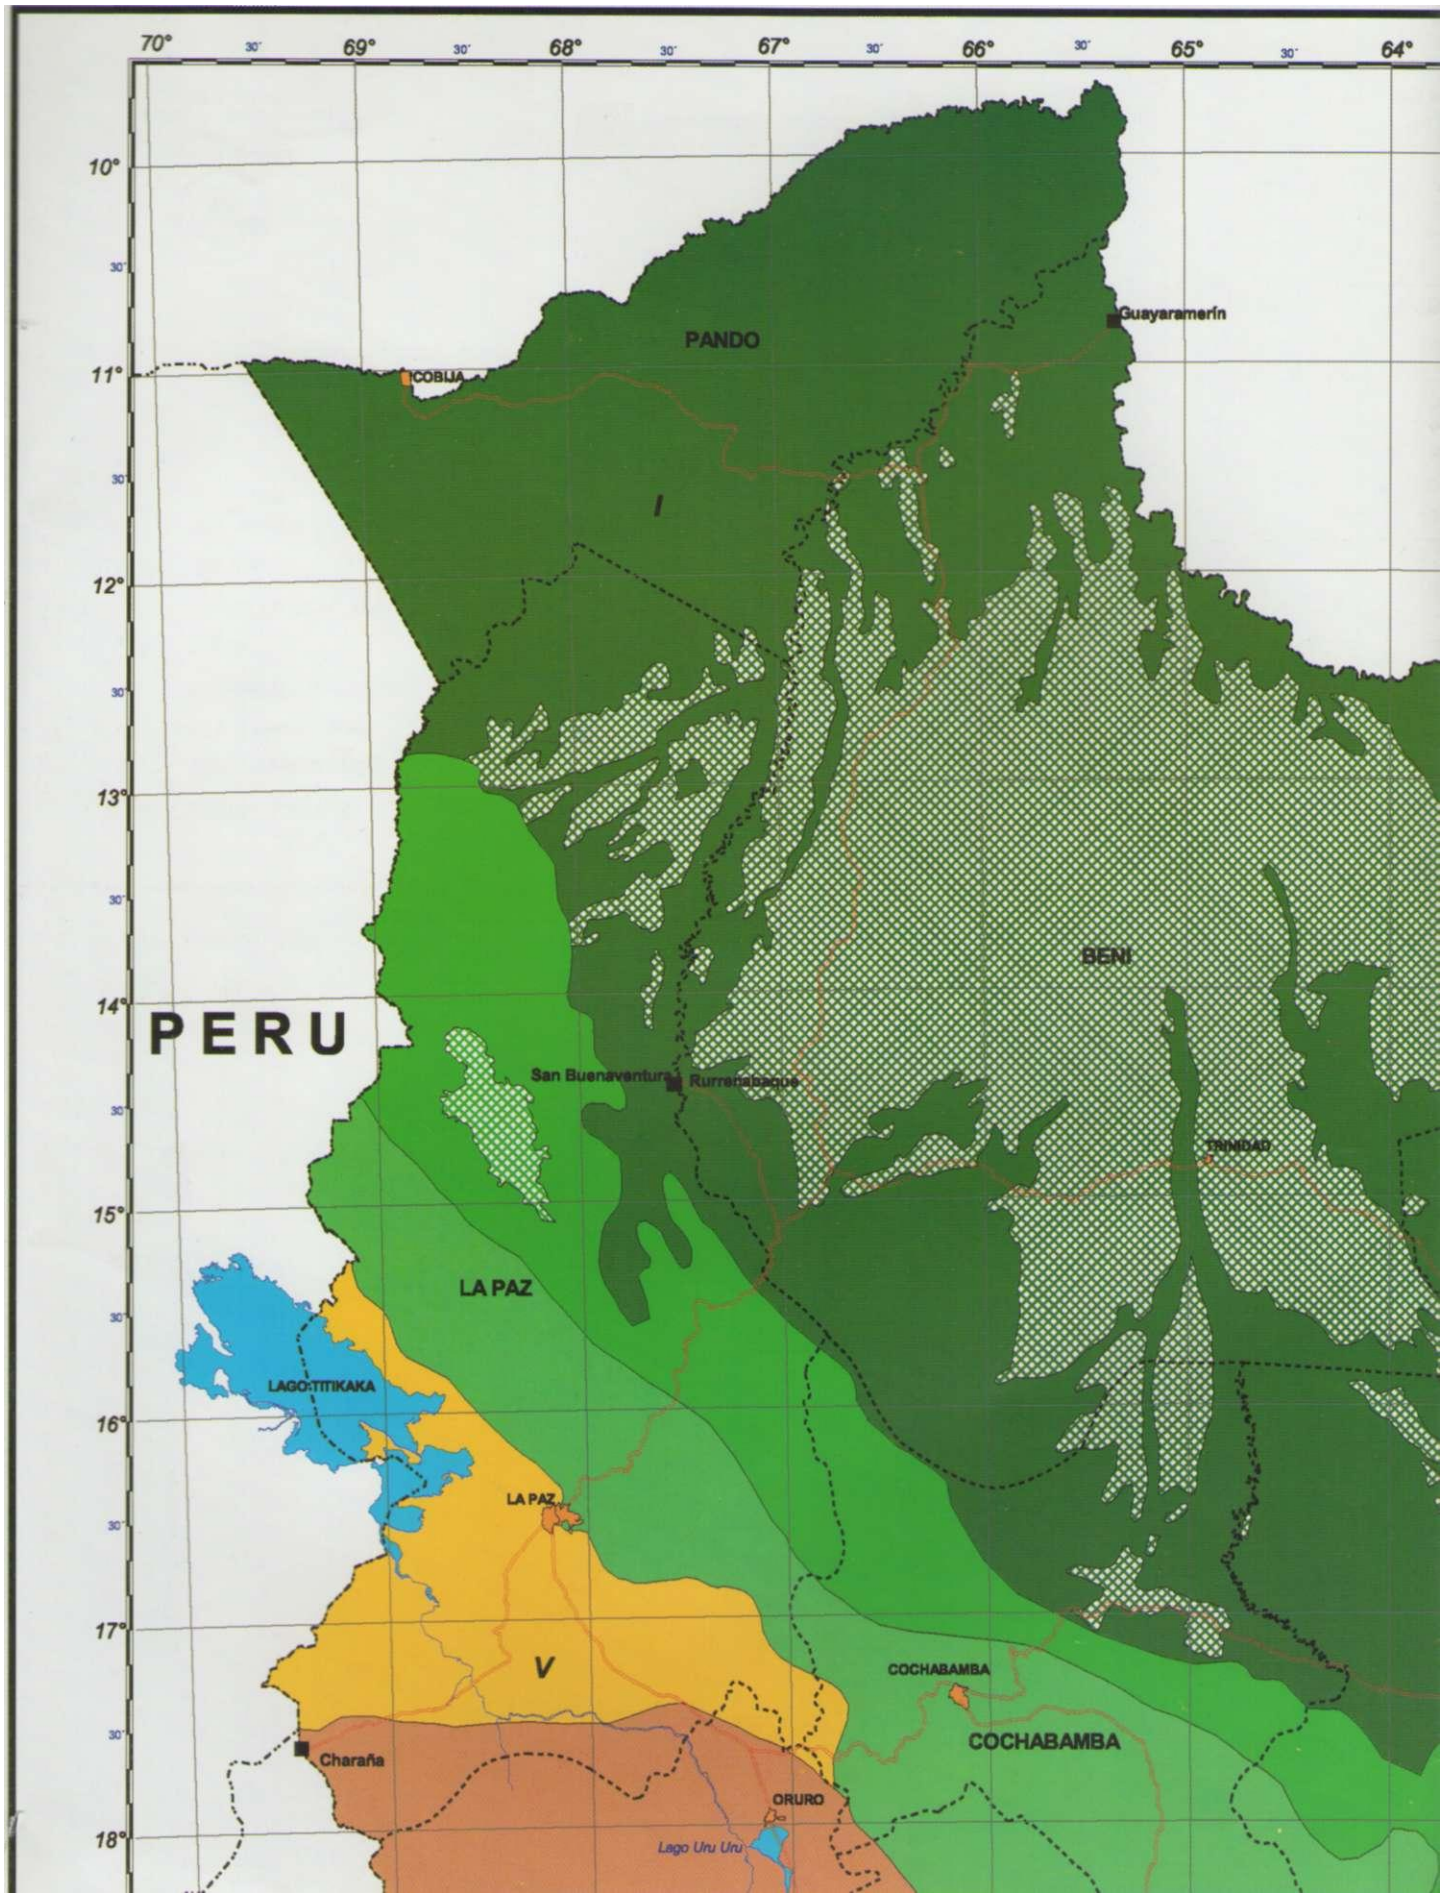 70° 30´ 69° 30´ 68° 30´ 67° 30´ 66° 30´ 65° 30´ 64°
10°
30´
Guayaramerín
PANDO
11°
COBIJA
30´
I
12°
30´
13°
30´
BENI
14°
PERU
San Buenaventura
Rurrenabaque
30´
TRINIDAD
15°
LA PAZ
30´
LAGO TITIKAKA
16°
LA PAZ
30´
17°
V
COCHABAMBA
30´
COCHABAMBA
Charaña
ORURO
18°
Lago Uru Uru